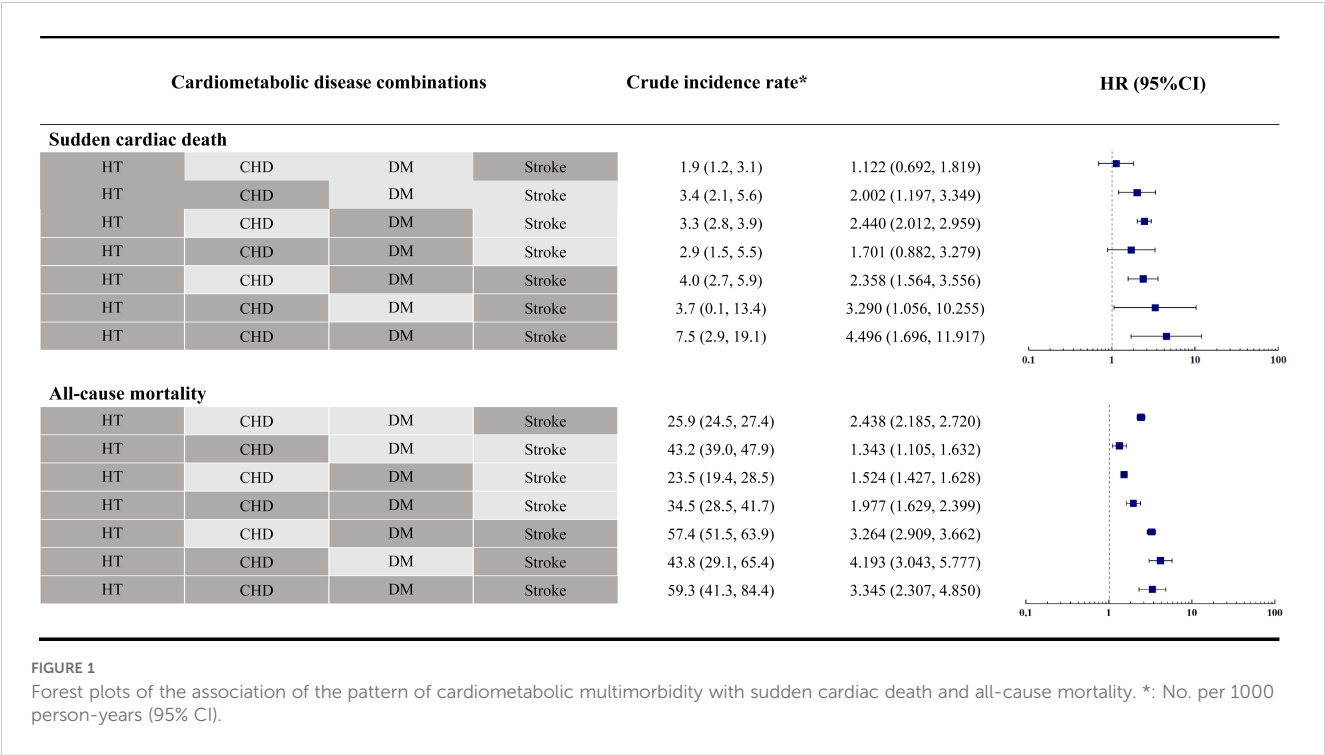 Cardiometabolic disease combinations Crude incidence rate* HR (95%CI)
Sudden cardiac death
HT CHD DM Stroke 1.9 (1.2, 3.1) 1.122 (0.692, 1.819)
HT CHD DM Stroke 3.4 (2.1, 5.6) 2.002 (1.197, 3.349)
HT CHD DM Stroke 3.3 (2.8, 3.9) 2.440 (2.012, 2.959)
HT CHD DM Stroke 2.9 (1.5, 5.5) 1.701 (0.882, 3.279)
HT CHD DM Stroke 4.0 (2.7, 5.9) 2.358 (1.564, 3.556)
HT CHD DM Stroke 3.7 (0.1, 13.4) 3.290 (1.056, 10.255)
HT CHD DM Stroke 7.5 (2.9, 19.1) 4.496 (1.696, 11.917)
0.1 1 10 100
All-cause mortality
HT CHD DM Stroke 25.9 (24.5, 27.4) 2.438 (2.185, 2.720)
HT CHD DM Stroke 43.2 (39.0, 47.9) 1.343 (1.105, 1.632)
HT CHD DM Stroke 23.5 (19.4, 28.5) 1.524 (1.427, 1.628)
HT CHD DM Stroke 34.5 (28.5, 41.7) 1.977 (1.629, 2.399)
HT CHD DM Stroke 57.4 (51.5, 63.9) 3.264 (2.909, 3.662)
HT CHD DM Stroke 43.8 (29.1, 65.4) 4.193 (3.043, 5.777)
HT CHD DM Stroke 59.3 (41.3, 84.4) 3.345 (2.307, 4.850)
0.1 1 10 100
FIGURE 1
Forest plots of the association of the pattern of cardiometabolic multimorbidity with sudden cardiac death and all-cause mortality. *: No. per 1000
person-years (95% CI).